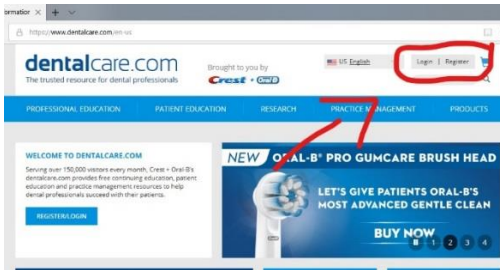 formation
https://www.dentalcare.com/en-us
dentalcare.com
The trusted resource for dental professionals
Brought to you by
Crest + Oral-B
US English
Login | Register
PROFESSIONAL EDUCATION PATIENT EDUCATION RESEARCH PRACTICE MANAGEMENT PRODUCTS
WELCOME TO DENTALCARE.COM
Serving over 150,000 visitors every month, Crest + Oral-B's
dentalcare.com provides free continuing education, patient
education and practice management resources to help
dental professionals succeed with their patients.
REGISTER/LOGIN
NEW ORAL-B® PRO GUMCARE BRUSH HEAD
LET'S GIVE PATIENTS ORAL-B'S
MOST ADVANCED GENTLE CLEAN
BUY NOW
1 2 3 4